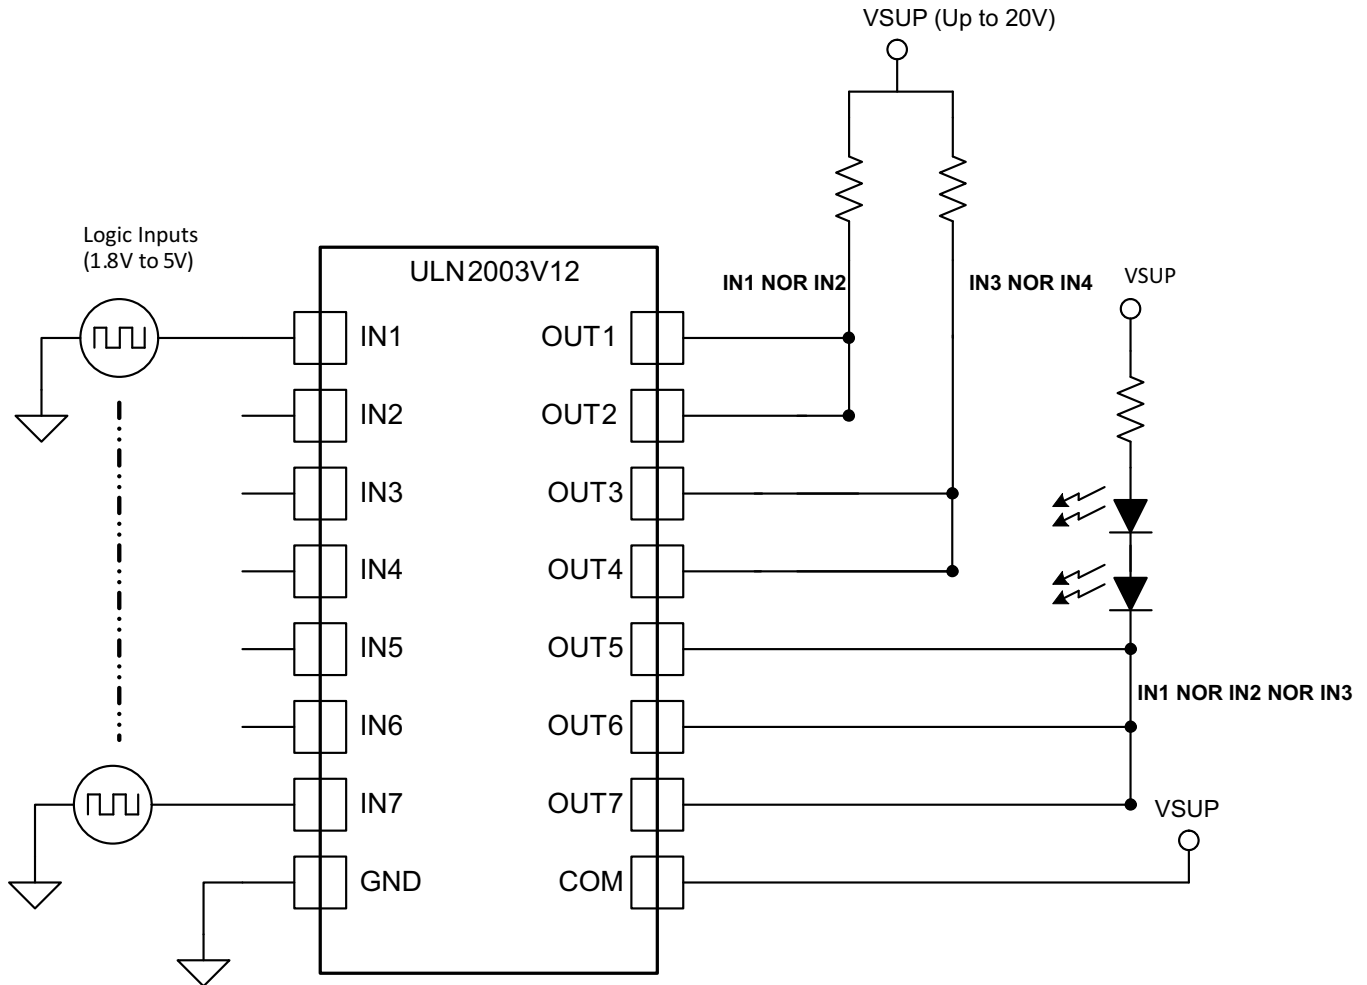 VSUP (Up to 20V)
Logic Inputs
(1.8V to 5V)
ULN2003V12
IN1 NOR IN2
IN3 NOR IN4
VSUP
IN1
OUT1
IN2
OUT2
IN3
OUT3
IN4
OUT4
IN5
OUT5
IN1 NOR IN2 NOR IN3
IN6
OUT6
IN7
OUT7
VSUP
GND
COM